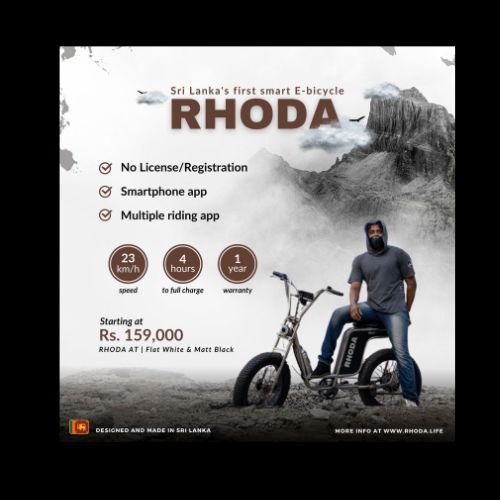 Sri Lanka's first smart E-bicycle
RHODA
No License/Registration
Smartphone app
Multiple riding app
23
km/h
speed
4
hours
to full charge
1
year
warranty
Starting at
Rs. 159,000
RHODA AT | Flat White & Matt Black
RHODA
DESIGNED AND MADE IN SRI LANKA
MORE INFO AT WWW.RHODA.LIFE